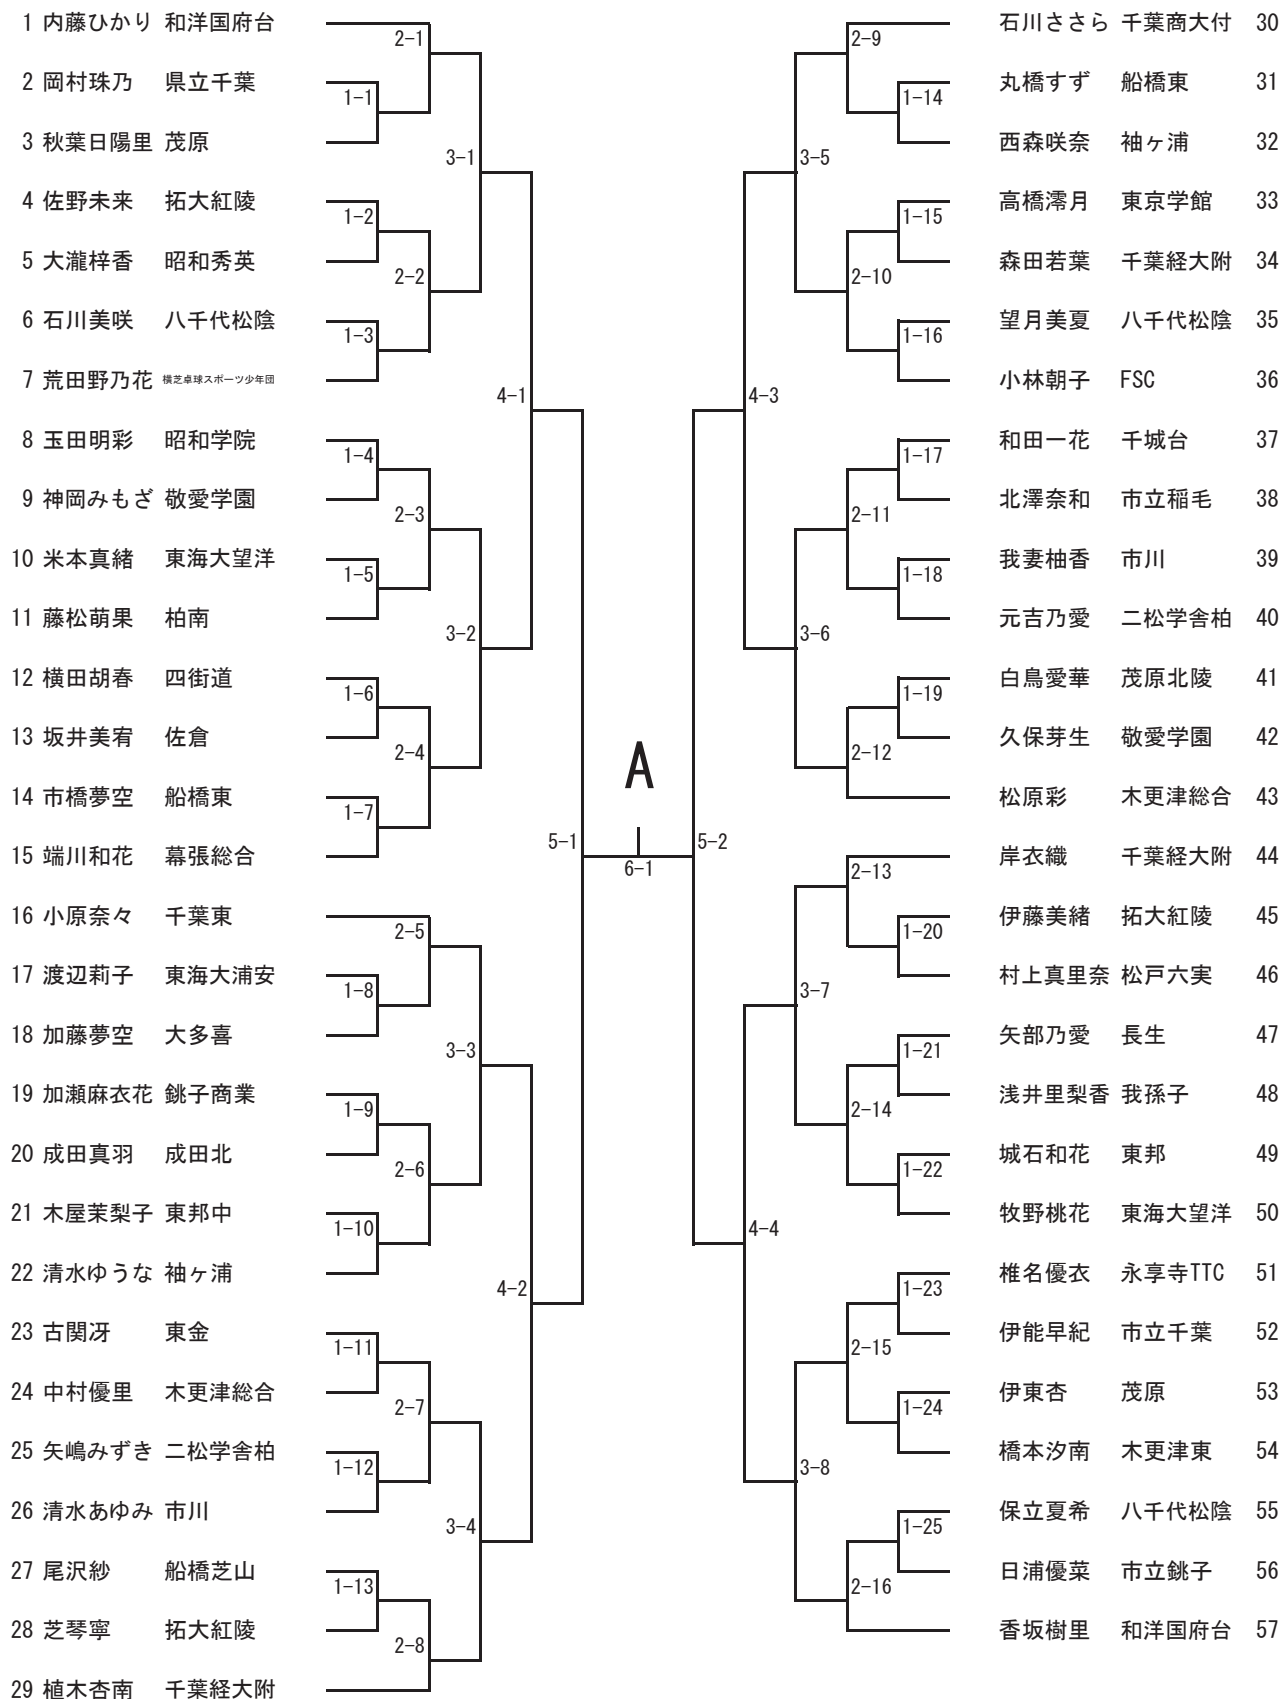 1 内藤ひかり 和洋国府台
2-1
2 岡村珠乃 県立千葉
1-1
3 秋葉日陽里 茂原
3-1
4 佐野未来 拓大紅陵
1-2
5 大瀧梓香 昭和秀英
2-2
6 石川美咲 八千代松陰
1-3
7 荒田野乃花 横芝卓球スポーツ少年団
4-1
8 玉田明彩 昭和学院
1-4
9 神岡みもざ 敬愛学園
2-3
10 米本真緒 東海大望洋
1-5
11 藤松萌果 柏南
3-2
12 横田胡春 四街道
1-6
13 坂井美宥 佐倉
2-4
14 市橋夢空 船橋東
1-7
15 端川和花 幕張総合
5-1
16 小原奈々 千葉東
2-5
17 渡辺莉子 東海大浦安
1-8
18 加藤夢空 大多喜
3-3
19 加瀬麻衣花 銚子商業
1-9
20 成田真羽 成田北
2-6
21 木屋茉梨子 東邦中
1-10
22 清水ゆうな 袖ヶ浦
4-2
23 古関冴 東金
1-11
24 中村優里 木更津総合
2-7
25 矢嶋みずき 二松学舎柏
1-12
26 清水あゆみ 市川
3-4
27 尾沢紗 船橋芝山
1-13
28 芝琴寧 拓大紅陵
2-8
29 植木杏南 千葉経大附
A
6-1
石川ささら 千葉商大付 30
2-9
丸橋すず 船橋東 31
1-14
西森咲奈 袖ヶ浦 32
3-5
高橋澪月 東京学館 33
1-15
森田若葉 千葉経大附 34
2-10
望月美夏 八千代松陰 35
1-16
小林朝子 FSC 36
4-3
和田一花 千城台 37
1-17
北澤奈和 市立稲毛 38
2-11
我妻柚香 市川 39
1-18
元吉乃愛 二松学舎柏 40
3-6
白鳥愛華 茂原北陵 41
1-19
久保芽生 敬愛学園 42
2-12
松原彩 木更津総合 43
5-2
岸衣織 千葉経大附 44
2-13
伊藤美緒 拓大紅陵 45
1-20
村上真里奈 松戸六実 46
3-7
矢部乃愛 長生 47
1-21
浅井里梨香 我孫子 48
2-14
城石和花 東邦 49
1-22
牧野桃花 東海大望洋 50
4-4
椎名優衣 永享寺TTC 51
1-23
伊能早紀 市立千葉 52
2-15
伊東杏 茂原 53
1-24
橋本汐南 木更津東 54
3-8
保立夏希 八千代松陰 55
1-25
日浦優菜 市立銚子 56
2-16
香坂樹里 和洋国府台 57